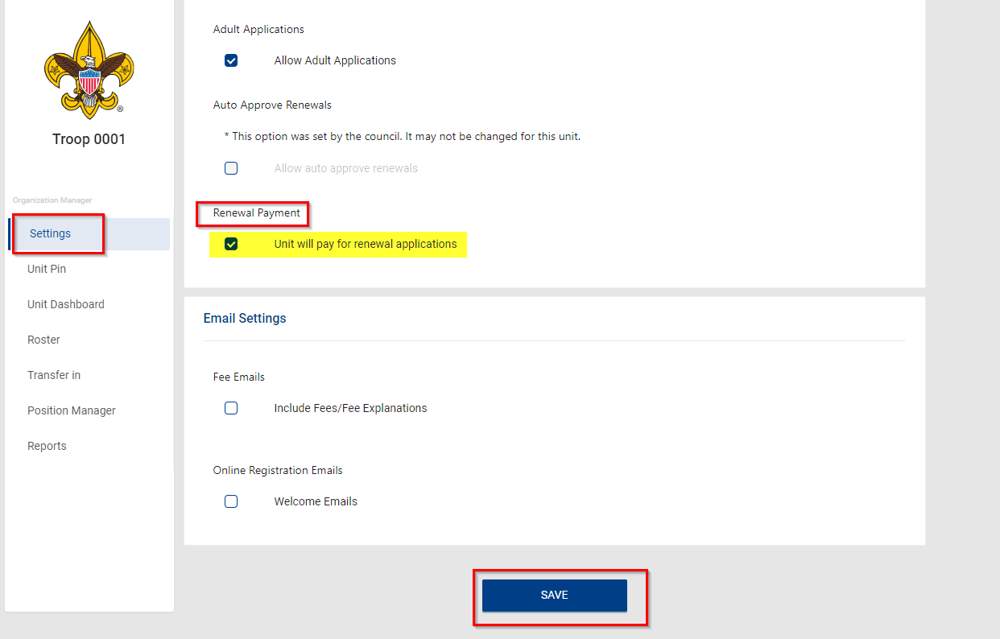 Troop 0001
Organization Manager
Settings
Unit Pin
Unit Dashboard
Roster
Transfer in
Position Manager
Reports
Adult Applications
Allow Adult Applications
Auto Approve Renewals
* This option was set by the council. It may not be changed for this unit.
Allow auto approve renewals
Renewal Payment
Unit will pay for renewal applications
Email Settings
Fee Emails
Include Fees/Fee Explanations
Online Registration Emails
Welcome Emails
SAVE